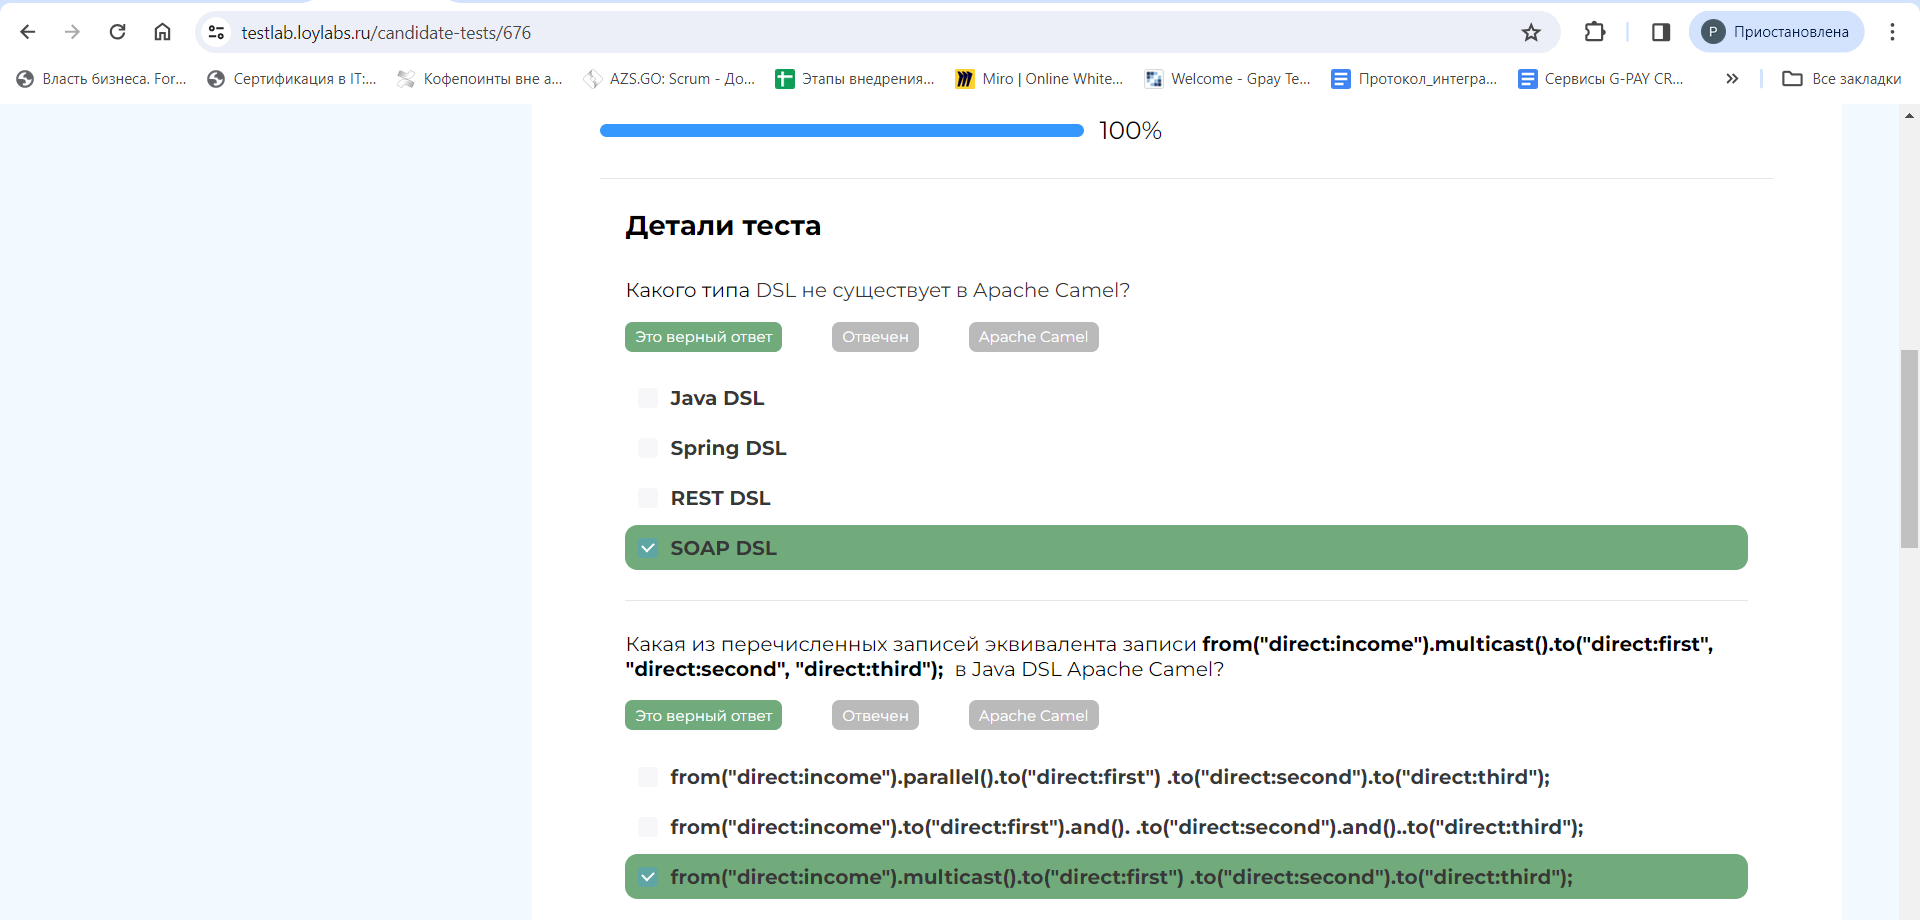 testlab.loylabs.ru/candidate-tests/676
P Приостановлена
Власть бизнеса. For... Сертификация в IT:... Кофепоинты вне а... AZS.GO: Scrum - До... Этапы внедрения... Miro | Online White... Welcome - Gpay Te... Протокол_интегра... Сервисы G-PAY CR... » Все закладки
100%
Детали теста
Какого типа DSL не существует в Apache Camel?
Это верный ответ Отвечен Apache Camel
Java DSL
Spring DSL
REST DSL
SOAP DSL
Какая из перечисленных записей эквивалента записи from("direct:income").multicast().to("direct:first",
"direct:second", "direct:third"); в Java DSL Apache Camel?
Это верный ответ Отвечен Apache Camel
from("direct:income").parallel().to("direct:first") .to("direct:second").to("direct:third");
from("direct:income").to("direct:first").and(). .to("direct:second").and()..to("direct:third");
from("direct:income").multicast().to("direct:first") .to("direct:second").to("direct:third");